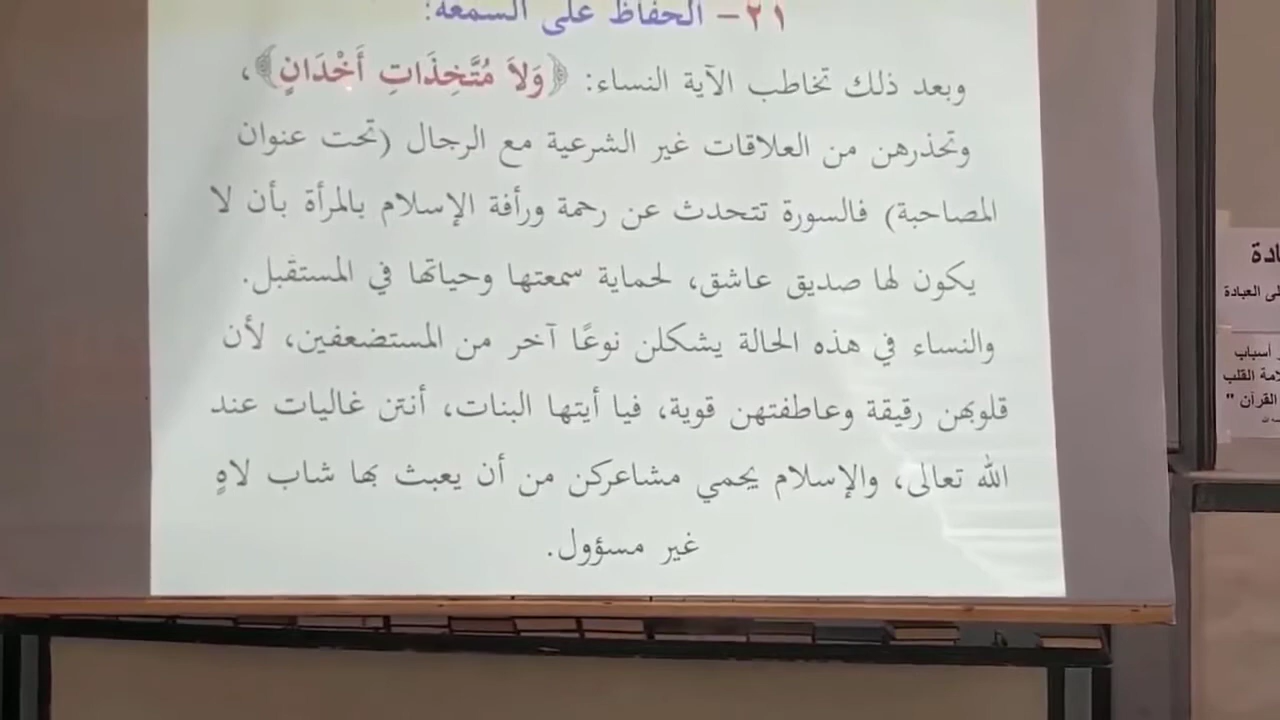 ٢١- الحفاظ على السمعة:
وبعد ذلك تخاطب الآية النساء: ﴿وَلاَ مُتَّخِذَاتِ أَخْدَانٍ﴾،
وتحذرهن من العلاقات غير الشرعية مع الرجال (تحت عنوان
المصاحبة) فالسورة تتحدث عن رحمة ورأفة الإسلام بالمرأة بأن لا
يكون لها صديق عاشق، لحماية سمعتها وحياتها في المستقبل.
والنساء في هذه الحالة يشكلن نوعًا آخر من المستضعفين، لأن
قلوبهن رقيقة وعاطفتهن قوية، فيا أيتها البنات، أنتن غاليات عند
الله تعالى، والإسلام يحمي مشاعركن من أن يعبث بها شاب لاهٍ
غير مسؤول.
العبادة
أسباب
القلب
القرآن "